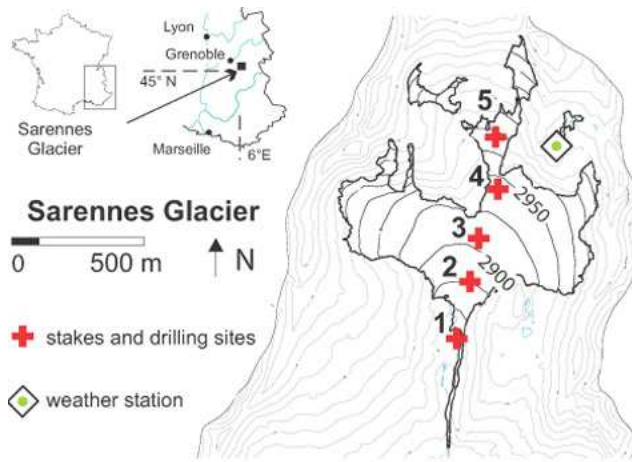 Lyon
Grenoble
45° N
Sarennes
Glacier
Marseille
6°E
Sarennes Glacier
0 500 m
N
stakes and drilling sites
weather station
5
4
2950
3
2900
2
1